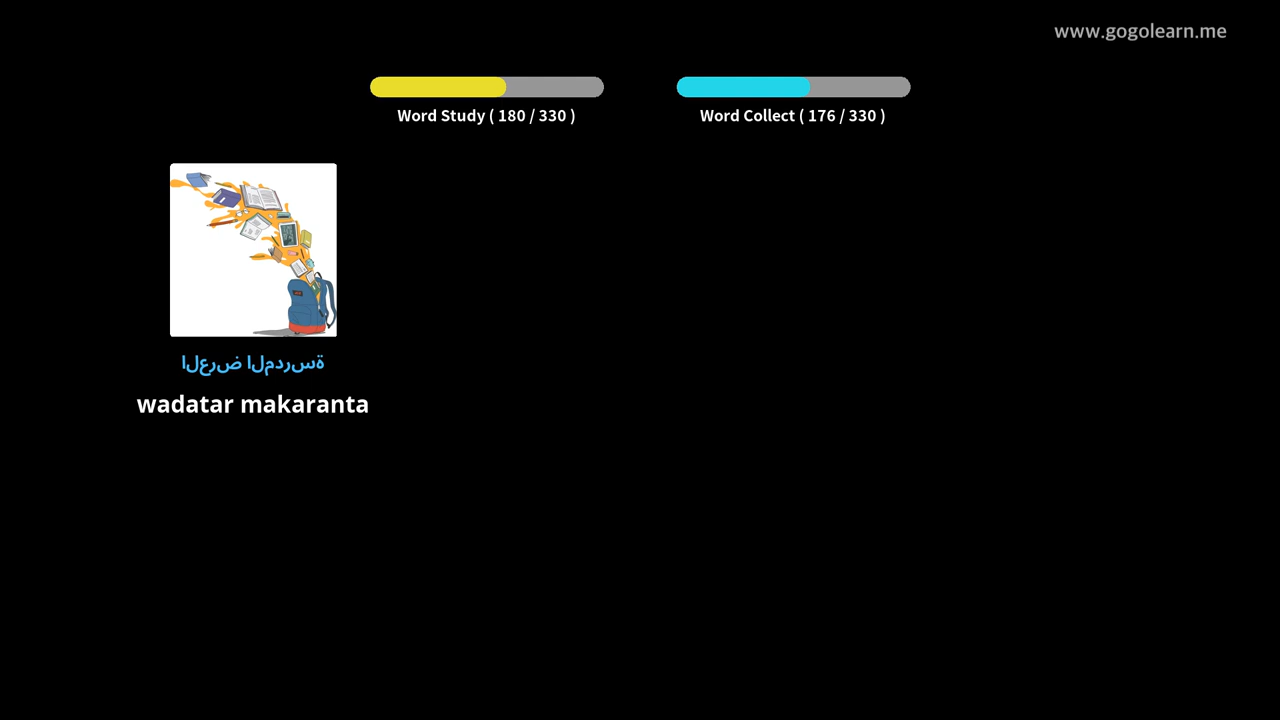 www.gogolearn.me
Word Study ( 180 / 330 )
Word Collect ( 176 / 330 )
العرض المدرسة
wadatar makaranta